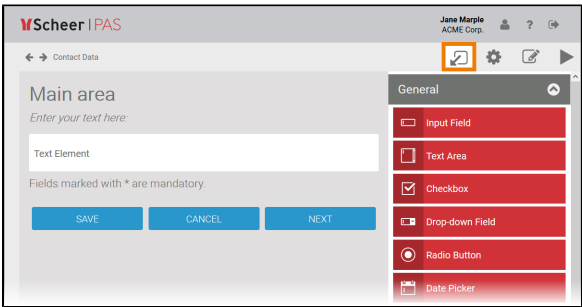 Scheer PAS
Jane Marple
ACME Corp.
?
Contact Data
Main area
Enter your text here:
Text Element
Fields marked with * are mandatory.
SAVE CANCEL NEXT
General
Input Field
Text Area
Checkbox
Drop-down Field
Radio Button
Date Picker